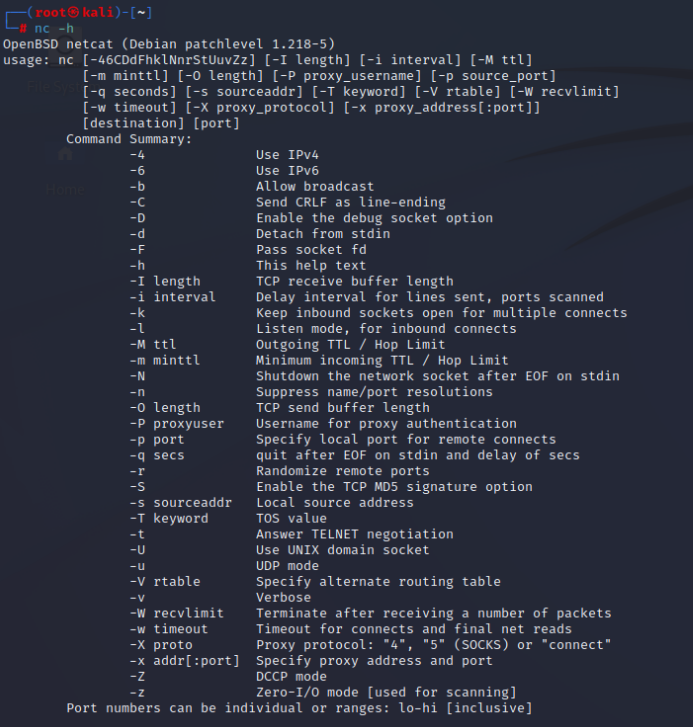 ┌──(root㉿kali)-[~]
└─# nc -h
OpenBSD netcat (Debian patchlevel 1.218-5)
usage: nc [-46CDdFhklNnrStUuvZz] [-I length] [-i interval] [-M ttl]
[-m minttl] [-O length] [-P proxy_username] [-p source_port]
[-q seconds] [-s sourceaddr] [-T keyword] [-V rtable] [-W recvlimit]
[-w timeout] [-X proxy_protocol] [-x proxy_address[:port]]
[destination] [port]
Command Summary:
-4 Use IPv4
-6 Use IPv6
-b Allow broadcast
-C Send CRLF as line-ending
-D Enable the debug socket option
-d Detach from stdin
-F Pass socket fd
-h This help text
-I length TCP receive buffer length
-i interval Delay interval for lines sent, ports scanned
-k Keep inbound sockets open for multiple connects
-l Listen mode, for inbound connects
-M ttl Outgoing TTL / Hop Limit
-m minttl Minimum incoming TTL / Hop Limit
-N Shutdown the network socket after EOF on stdin
-n Suppress name/port resolutions
-O length TCP send buffer length
-P proxyuser Username for proxy authentication
-p port Specify local port for remote connects
-q secs quit after EOF on stdin and delay of secs
-r Randomize remote ports
-S Enable the TCP MD5 signature option
-s sourceaddr Local source address
-T keyword TOS value
-t Answer TELNET negotiation
-U Use UNIX domain socket
-u UDP mode
-V rtable Specify alternate routing table
-v Verbose
-W recvlimit Terminate after receiving a number of packets
-w timeout Timeout for connects and final net reads
-X proto Proxy protocol: "4", "5" (SOCKS) or "connect"
-x addr[:port] Specify proxy address and port
-Z DCCP mode
-z Zero-I/O mode [used for scanning]
Port numbers can be individual or ranges: lo-hi [inclusive]
Home